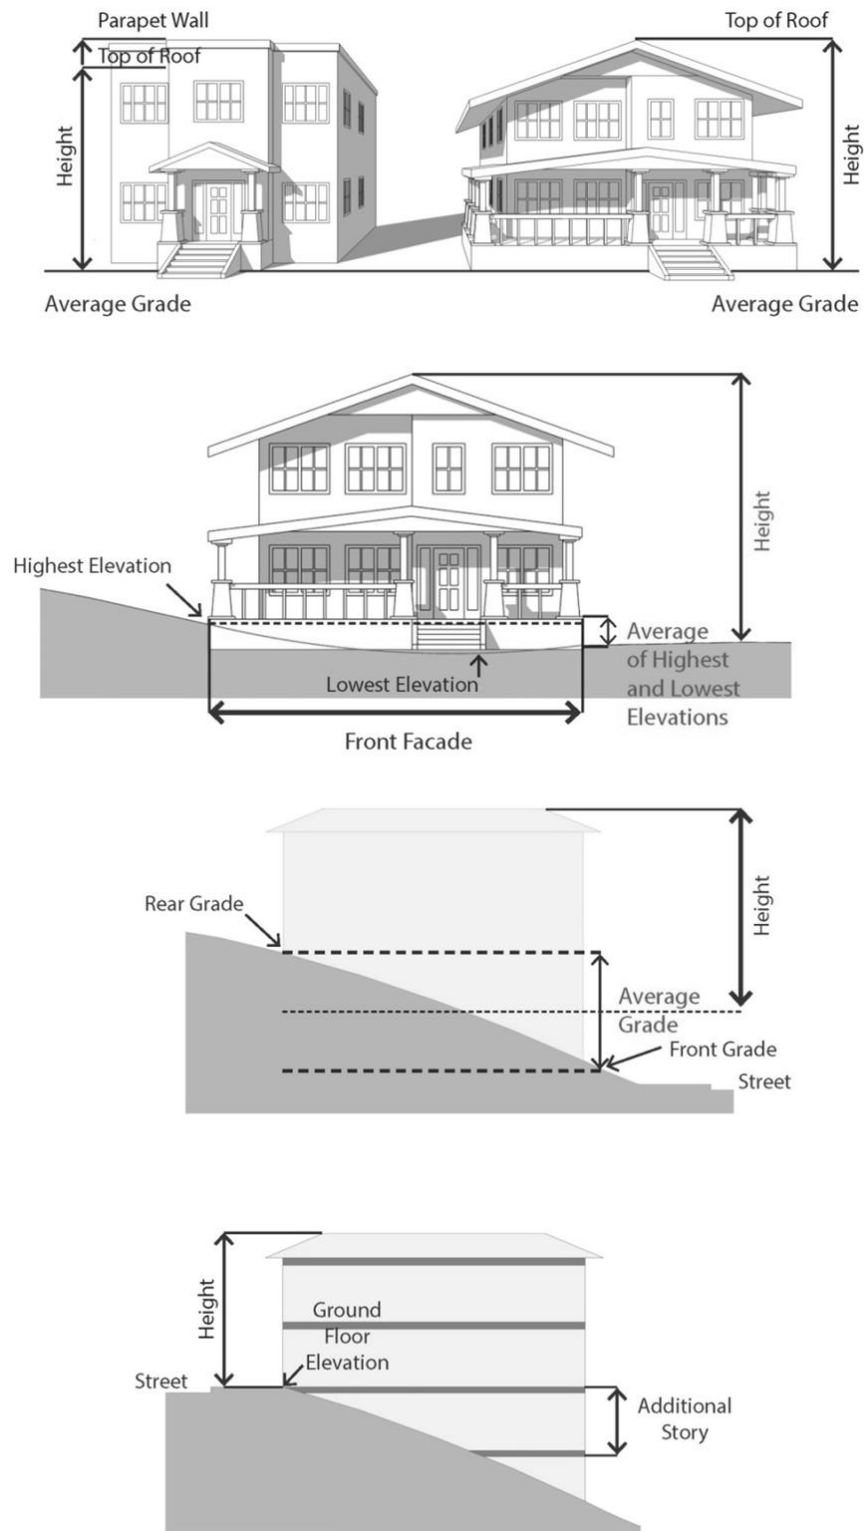 Parapet Wall
Top of Roof
Height
Average Grade
Top of Roof
Height
Average Grade
Height
Highest Elevation
Average
of Highest
and Lowest
Elevations
Lowest Elevation
Front Facade
Rear Grade
Height
Average
Grade
Front Grade
Street
Height
Ground
Floor
Elevation
Street
Additional
Story